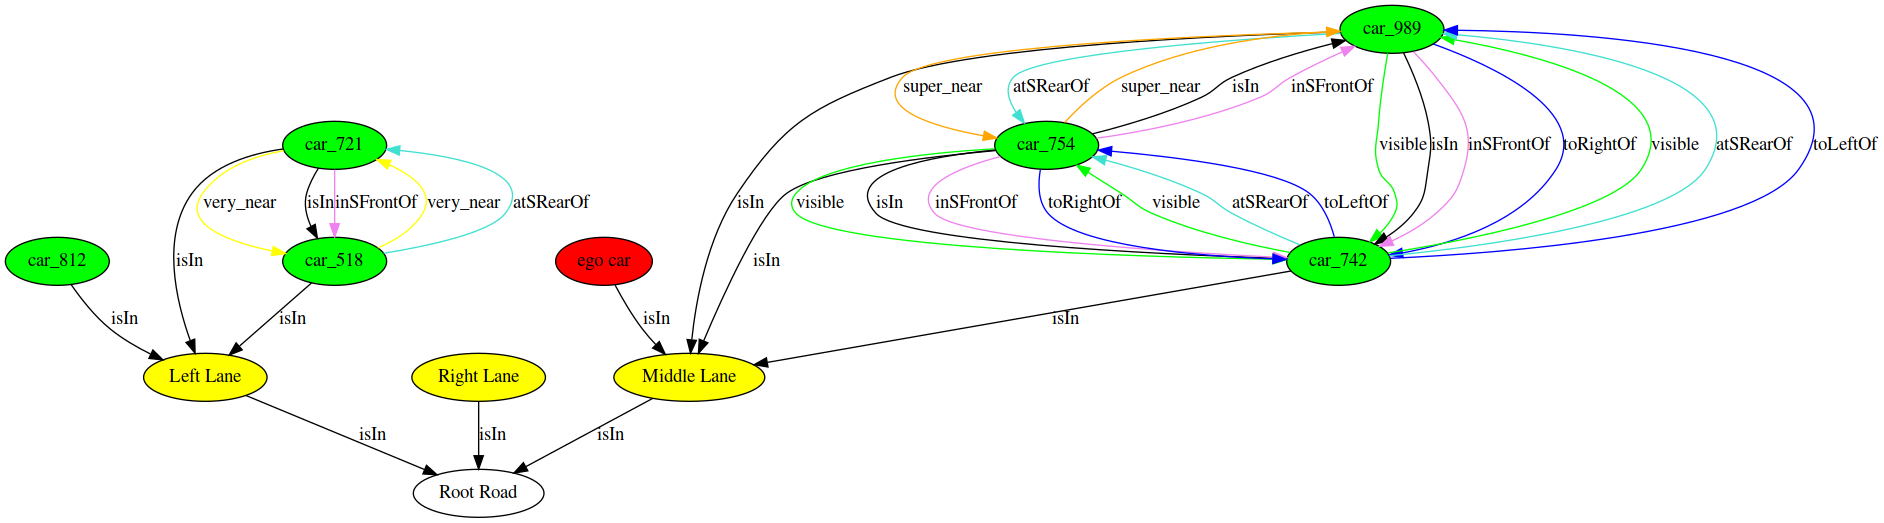 car_989
super_near
atSRearOf
super_near
isIn
inSFrontOf
car_721
car_754
visible
isIn
inSFrontOf
toRightOf
visible
atSRearOf
toLeftOf
very_near
isIn
inSFrontOf
very_near
atSRearOf
isIn
visible
isIn
inSFrontOf
toRightOf
visible
atSRearOf
toLeftOf
car_812
isIn
car_518
ego car
isIn
car_742
isIn
isIn
isIn
isIn
Left Lane
Right Lane
Middle Lane
isIn
isIn
isIn
Root Road